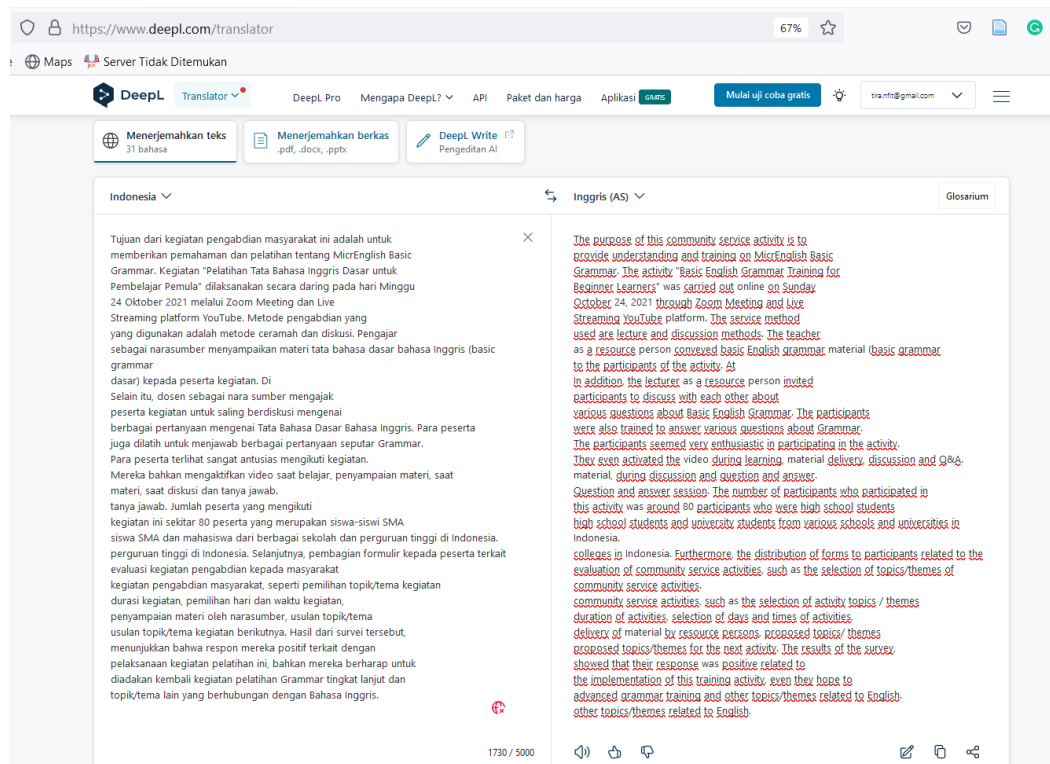 https://www.deepl.com/translator
67%
Maps
Server Tidak Ditemukan
DeepL
Translator
DeepL Pro
Mengapa DeepL?
API
Paket dan harga
Aplikasi
GRATIS
Mulai uji coba gratis
tira.nfit@gmail.com
Menerjemahkan teks
31 bahasa
Menerjemahkan berkas
.pdf, .docx, .pptx
DeepL Write
Pengeditan AI
Indonesia
Inggris (AS)
Glosarium
Tujuan dari kegiatan pengabdian masyarakat ini adalah untuk
memberikan pemahaman dan pelatihan tentang MicrEnglish Basic
Grammar. Kegiatan "Pelatihan Tata Bahasa Inggris Dasar untuk
Pembelajar Pemula" dilaksanakan secara daring pada hari Minggu
24 Oktober 2021 melalui Zoom Meeting dan Live
Streaming platform YouTube. Metode pengabdian yang
yang digunakan adalah metode ceramah dan diskusi. Pengajar
sebagai narasumber menyampaikan materi tata bahasa dasar bahasa Inggris (basic
grammar
dasar) kepada peserta kegiatan. Di
Selain itu, dosen sebagai nara sumber mengajak
peserta kegiatan untuk saling berdiskusi mengenai
berbagai pertanyaan mengenai Tata Bahasa Dasar Bahasa Inggris. Para peserta
juga dilatih untuk menjawab berbagai pertanyaan seputar Grammar.
Para peserta terlihat sangat antusias mengikuti kegiatan.
Mereka bahkan mengaktifkan video saat belajar, penyampaian materi, saat
materi, saat diskusi dan tanya jawab.
tanya jawab. Jumlah peserta yang mengikuti
kegiatan ini sekitar 80 peserta yang merupakan siswa-siswi SMA
siswa SMA dan mahasiswa dari berbagai sekolah dan perguruan tinggi di Indonesia.
perguruan tinggi di Indonesia. Selanjutnya, pembagian formulir kepada peserta terkait
evaluasi kegiatan pengabdian kepada masyarakat
kegiatan pengabdian masyarakat, seperti pemilihan topik/tema kegiatan
durasi kegiatan, pemilihan hari dan waktu kegiatan,
penyampaian materi oleh narasumber, usulan topik/tema
usulan topik/tema kegiatan berikutnya. Hasil dari survei tersebut,
menunjukkan bahwa respon mereka positif terkait dengan
pelaksanaan kegiatan pelatihan ini, bahkan mereka berharap untuk
diadakan kembali kegiatan pelatihan Grammar tingkat lanjut dan
topik/tema lain yang berhubungan dengan Bahasa Inggris.
1730 / 5000
The purpose of this community service activity is to
provide understanding and training on MicrEnglish Basic
Grammar. The activity "Basic English Grammar Training for
Beginner Learners" was carried out online on Sunday
October 24, 2021 through Zoom Meeting and Live
Streaming YouTube platform. The service method
used are lecture and discussion methods. The teacher
as a resource person conveyed basic English grammar material (basic grammar
to the participants of the activity. At
In addition, the lecturer as a resource person invited
participants to discuss with each other about
various questions about Basic English Grammar. The participants
were also trained to answer various questions about Grammar.
The participants seemed very enthusiastic in participating in the activity.
They even activated the video during learning, material delivery, discussion and Q&A.
material, during discussion and question and answer.
Question and answer session. The number of participants who participated in
this activity was around 80 participants who were high school students
high school students and university students from various schools and universities in
Indonesia.
colleges in Indonesia. Furthermore, the distribution of forms to participants related to the
evaluation of community service activities, such as the selection of topics/themes of
community service activities.
community service activities, such as the selection of activity topics / themes
duration of activities, selection of days and times of activities,
delivery of material by resource persons, proposed topics/ themes
proposed topics/themes for the next activity. The results of the survey,
showed that their response was positive related to
the implementation of this training activity, even they hope to
advanced grammar training and other topics/themes related to English.
other topics/themes related to English.